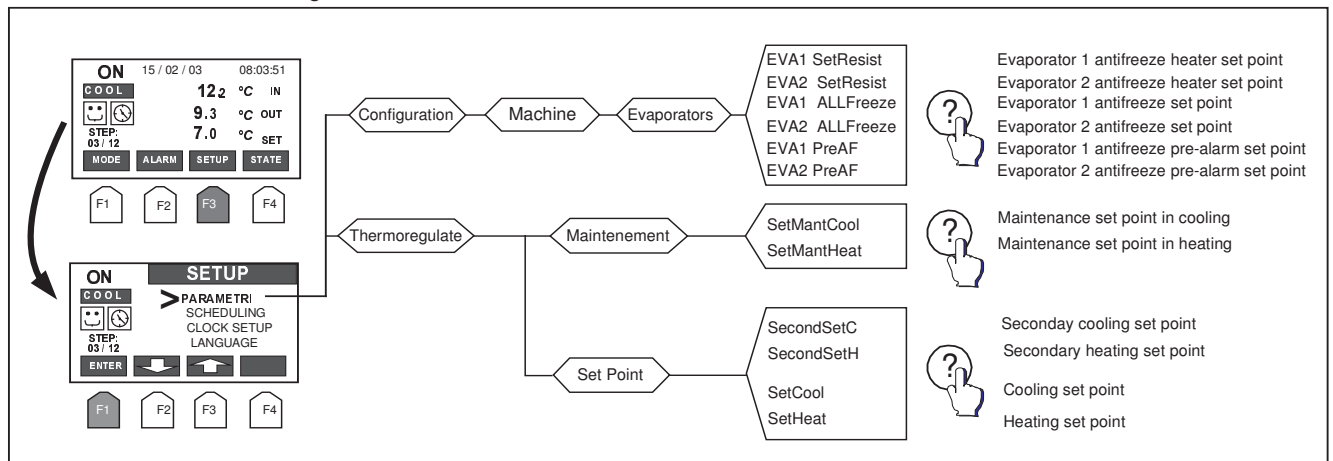 ON 15 / 02 / 03 08:03:51
COOL 12.2 °C IN
9.3 °C OUT
STEP: 7.0 °C SET
03 / 12
MODE ALARM SETUP STATE
F1 F2 F3 F4
ON SETUP
COOL >PARAMETRI
SCHEDULING
CLOCK SETUP
STEP: LANGUAGE
03 / 12
ENTER
F1 F2 F3 F4
Configuration Machine Evaporators
EVA1 SetResist
EVA2 SetResist
EVA1 ALLFreeze
EVA2 ALLFreeze
EVA1 PreAF
EVA2 PreAF
?
Evaporator 1 antifreeze heater set point
Evaporator 2 antifreeze heater set point
Evaporator 1 antifreeze set point
Evaporator 2 antifreeze set point
Evaporator 1 antifreeze pre-alarm set point
Evaporator 2 antifreeze pre-alarm set point
Thermoregulate Maintenement
SetMantCool
SetMantHeat
?
Maintenance set point in cooling
Maintenance set point in heating
Set Point
SecondSetC
SecondSetH
SetCool
SetHeat
?
Seconday cooling set point
Secondary heating set point
Cooling set point
Heating set point